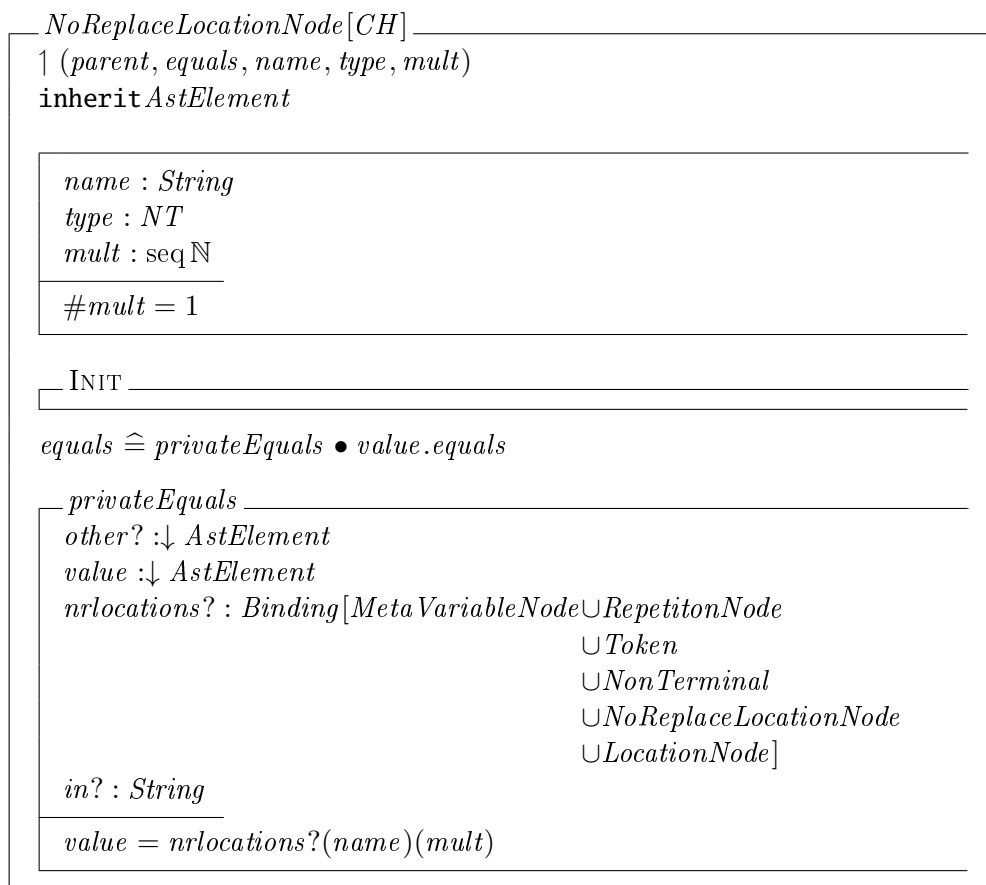 NoReplaceLocationNode[CH]
↾ (parent, equals, name, type, mult)
inherit AstElement
name : String
type : NT
mult : seq ℕ
#mult = 1
INIT
equals ≙ privateEquals • value.equals
privateEquals
other? :↓ AstElement
value :↓ AstElement
nrlocations? : Binding[MetaVariableNode∪RepetitonNode
∪Token
∪NonTerminal
∪NoReplaceLocationNode
∪LocationNode]
in? : String
value = nrlocations?(name)(mult)